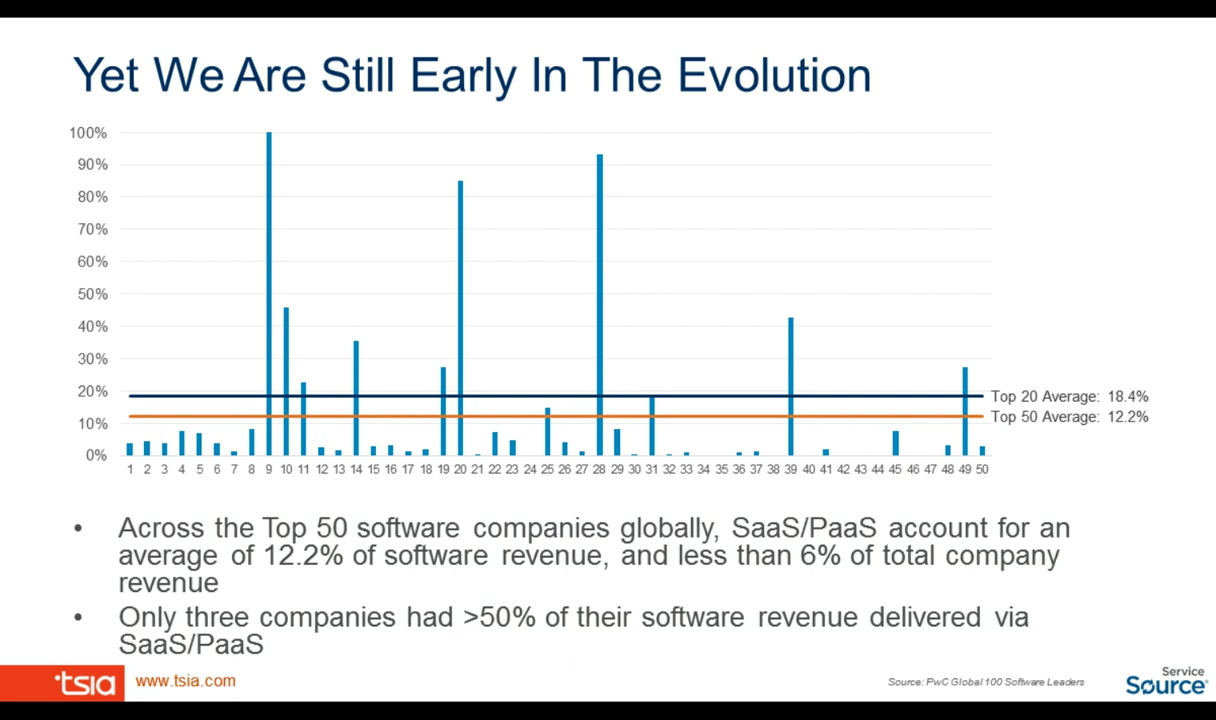 Yet We Are Still Early In The Evolution
100%
90%
80%
70%
60%
50%
40%
30%
20%
10%
0%
Top 20 Average: 18.4%
Top 50 Average: 12.2%
1 2 3 4 5 6 7 8 9 10 11 12 13 14 15 16 17 18 19 20 21 22 23 24 25 26 27 28 29 30 31 32 33 34 35 36 37 38 39 40 41 42 43 44 45 46 47 48 49 50
• Across the Top 50 software companies globally, SaaS/PaaS account for an
average of 12.2% of software revenue, and less than 6% of total company
revenue
• Only three companies had >50% of their software revenue delivered via
SaaS/PaaS
tsia
www.tsia.com
Source: PwC Global 100 Software Leaders
Service
Source